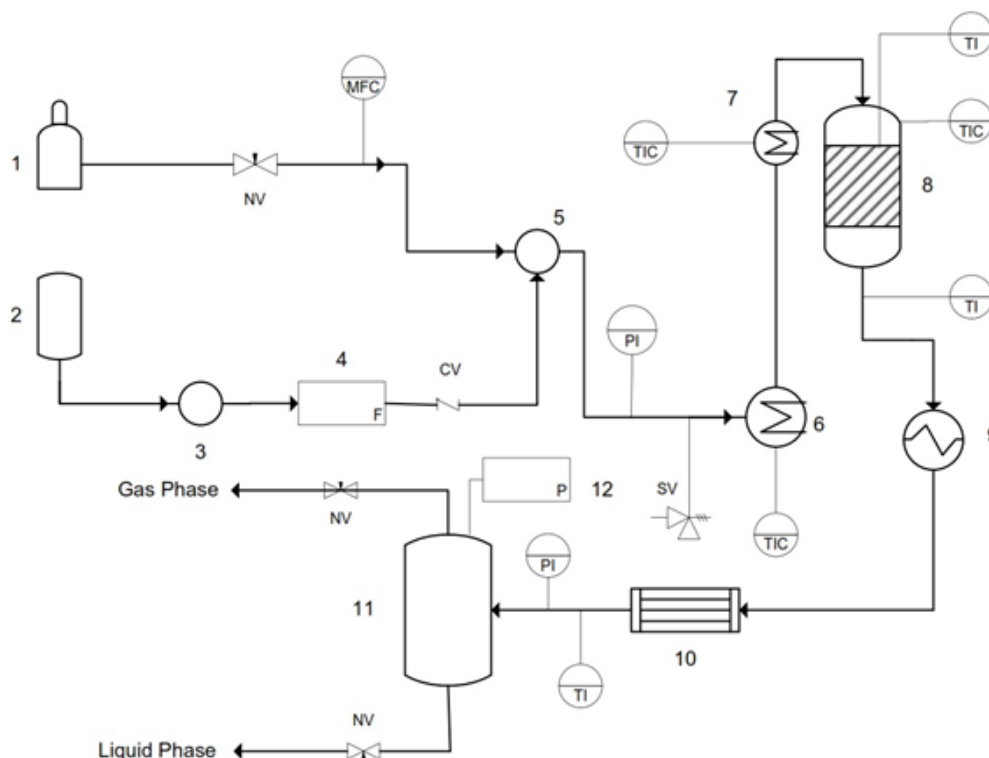 TI
7
MFC
TIC
TIC
1
8
NV
5
2
TI
PI
4
CV
F
3
6
9
Gas Phase
P
12
SV
NV
TIC
PI
11
10
TI
NV
Liquid Phase